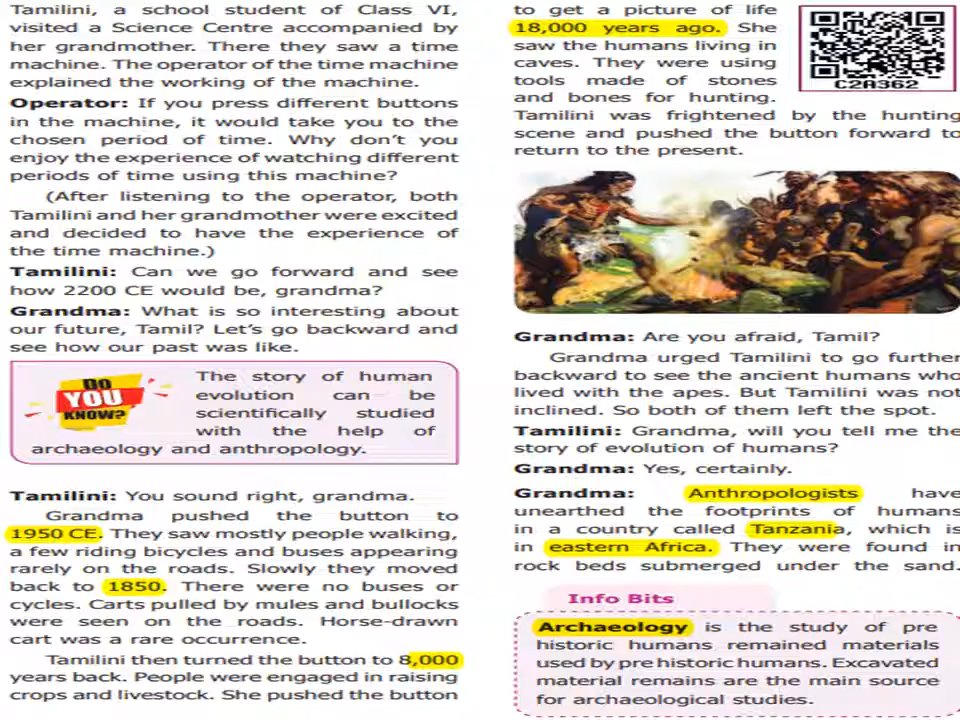 Tamilini, a school student of Class VI,
visited a Science Centre accompanied by
her grandmother. There they saw a time
machine. The operator of the time machine
explained the working of the machine.
Operator: If you press different buttons
in the machine, it would take you to the
chosen period of time. Why don't you
enjoy the experience of watching different
periods of time using this machine?
(After listening to the operator, both
Tamilini and her grandmother were excited
and decided to have the experience of
the time machine.)
Tamilini: Can we go forward and see
how 2200 CE would be, grandma?
Grandma: What is so interesting about
our future, Tamil? Let's go backward and
see how our past was like.
DO
YOU
KNOW?
The story of human
evolution can be
scientifically studied
with the help of
archaeology and anthropology.
Tamilini: You sound right, grandma.
Grandma pushed the button to
1950 CE. They saw mostly people walking,
a few riding bicycles and buses appearing
rarely on the roads. Slowly they moved
back to 1850. There were no buses or
cycles. Carts pulled by mules and bullocks
were seen on the roads. Horse-drawn
cart was a rare occurrence.
Tamilini then turned the button to 8,000
years back. People were engaged in raising
crops and livestock. She pushed the button
to get a picture of life
18,000 years ago. She
saw the humans living in
caves. They were using
tools made of stones
and bones for hunting.
C2A362
Tamilini was frightened by the hunting
scene and pushed the button forward to
return to the present.
Grandma: Are you afraid, Tamil?
Grandma urged Tamilini to go further
backward to see the ancient humans who
lived with the apes. But Tamilini was not
inclined. So both of them left the spot.
Tamilini: Grandma, will you tell me the
story of evolution of humans?
Grandma: Yes, certainly.
Grandma: Anthropologists have
unearthed the footprints of humans
in a country called Tanzania, which is
in eastern Africa. They were found in
rock beds submerged under the sand.
Info Bits
Archaeology is the study of pre
historic humans remained materials
used by pre historic humans. Excavated
material remains are the main source
for archaeological studies.